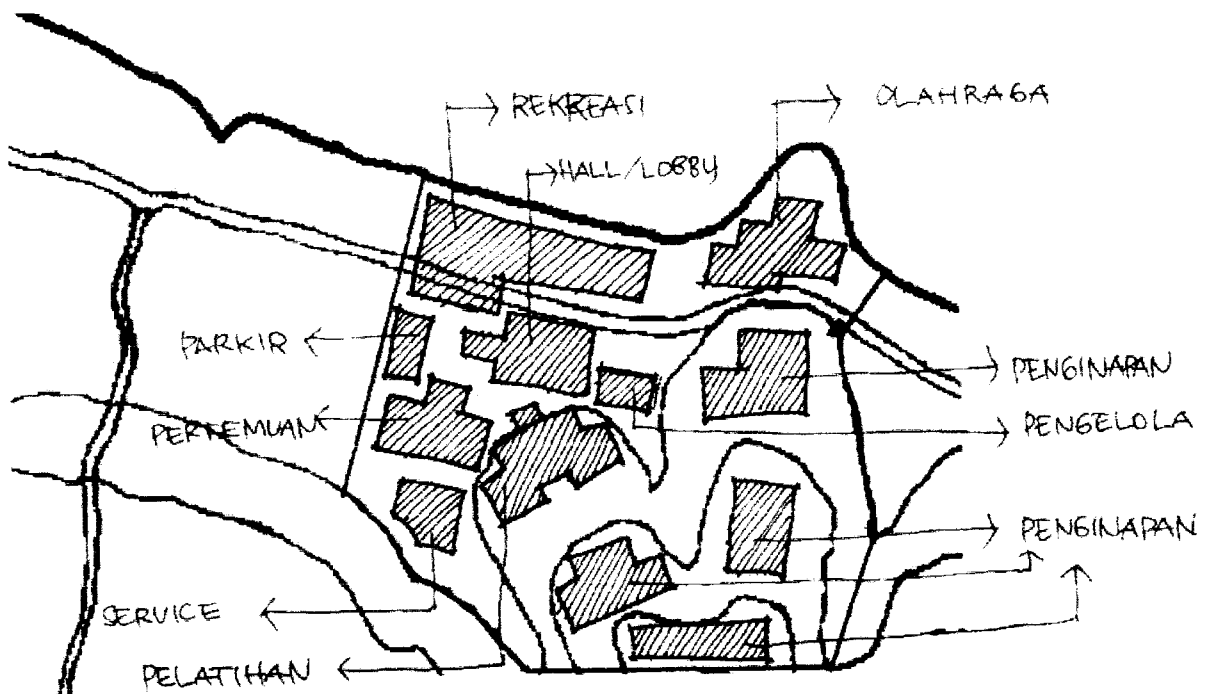 REKREASI
OLAHRAGA
HALL/LOBBY
PARKIR
PENGINAPAN
PERTEMUAN
PENGELOLA
PENGINAPAN
SERVICE
PELATIHAN